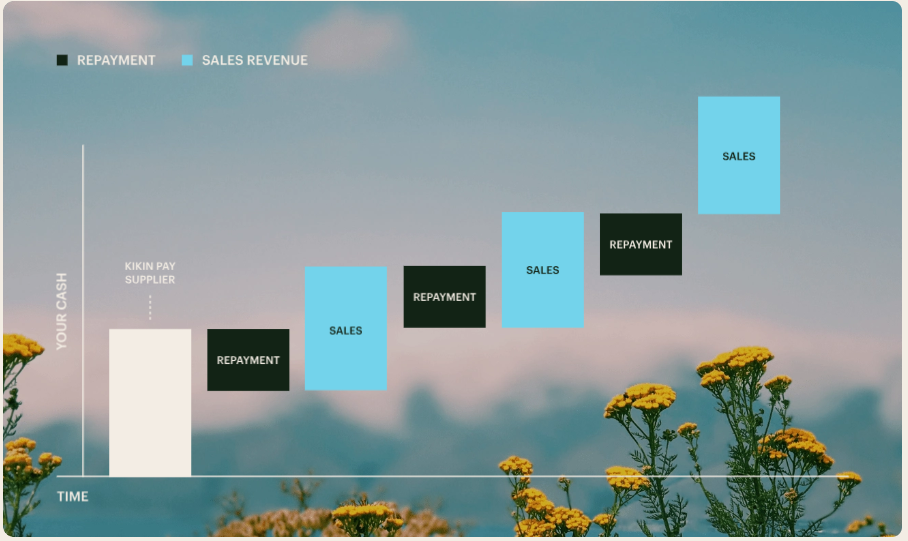 REPAYMENT
SALES REVENUE
SALES
KIKIN PAY
SUPPLIER
YOUR CASH
REPAYMENT
SALES
REPAYMENT
SALES
REPAYMENT
TIME